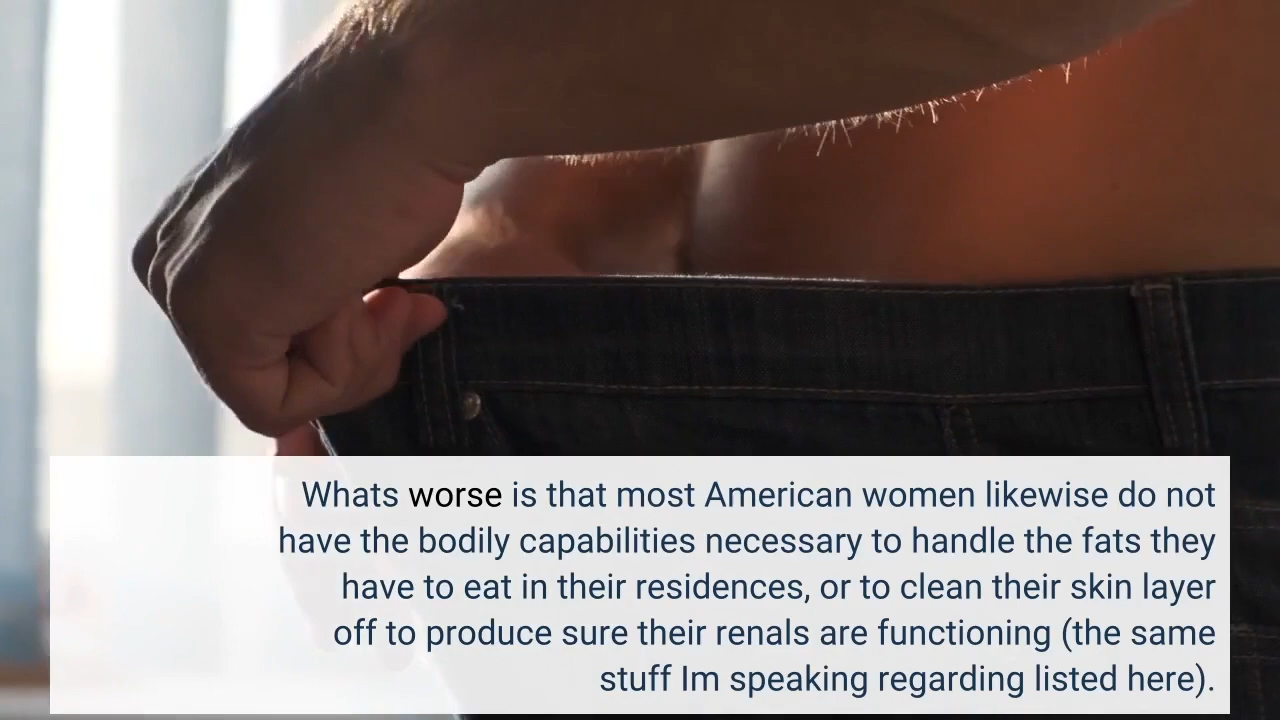 Whats worse is that most American women likewise do not
have the bodily capabilities necessary to handle the fats they
have to eat in their residences, or to clean their skin layer
off to produce sure their renals are functioning (the same
stuff Im speaking regarding listed here).